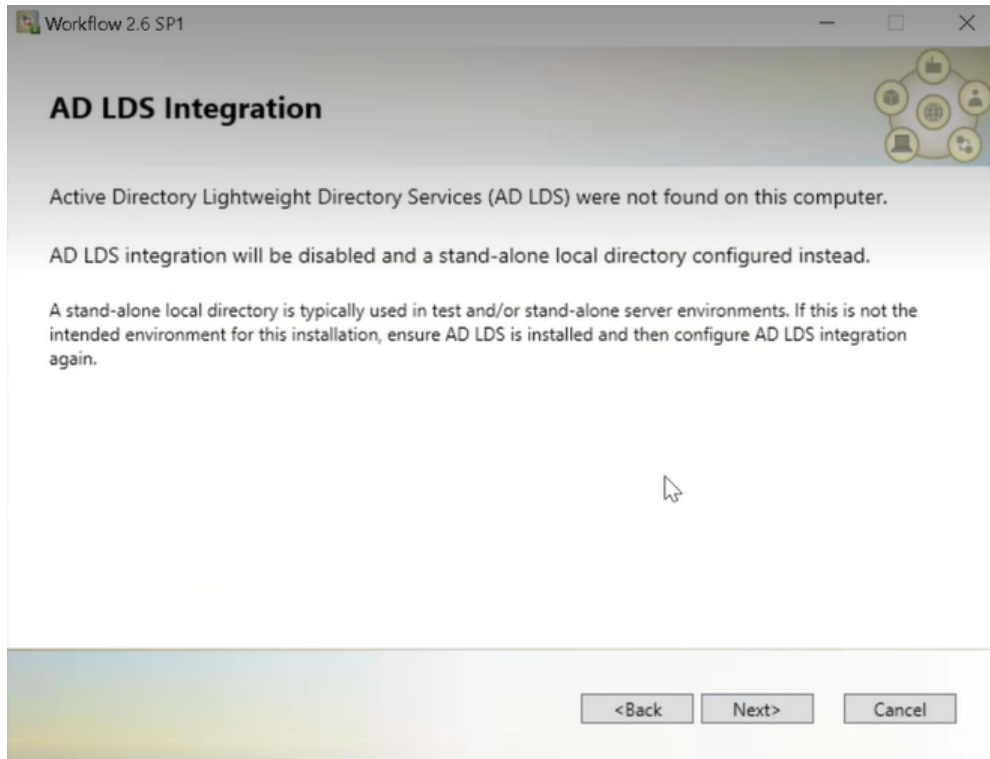 Workflow 2.6 SP1
AD LDS Integration
Active Directory Lightweight Directory Services (AD LDS) were not found on this computer.
AD LDS integration will be disabled and a stand-alone local directory configured instead.
A stand-alone local directory is typically used in test and/or stand-alone server environments. If this is not the
intended environment for this installation, ensure AD LDS is installed and then configure AD LDS integration
again.
<Back Next> Cancel